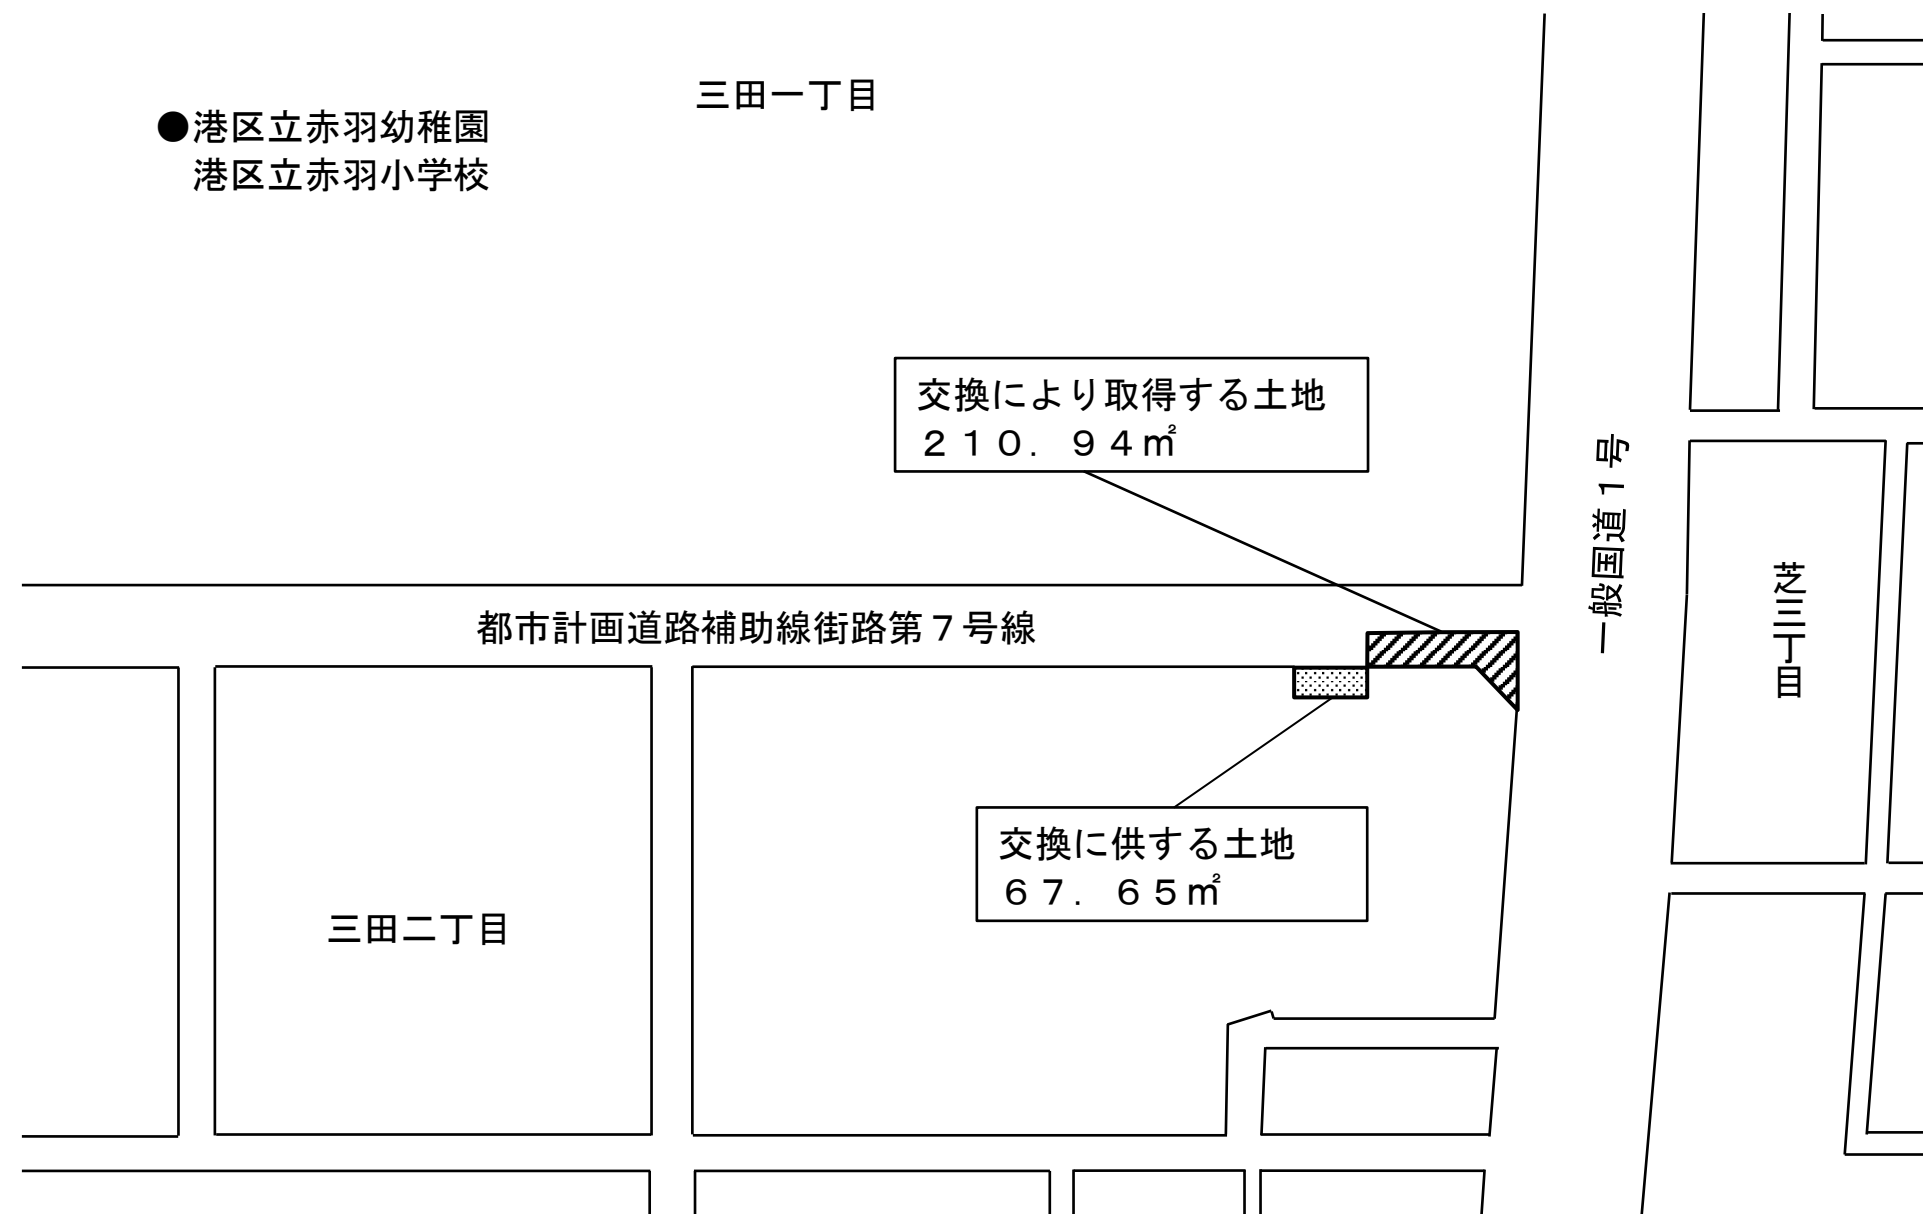 三田一丁目
●港区立赤羽幼稚園
港区立赤羽小学校
交換により取得する土地
２１０．９４㎡
一般国道１号
芝三丁目
都市計画道路補助線街路第７号線
交換に供する土地
６７．６５㎡
三田二丁目